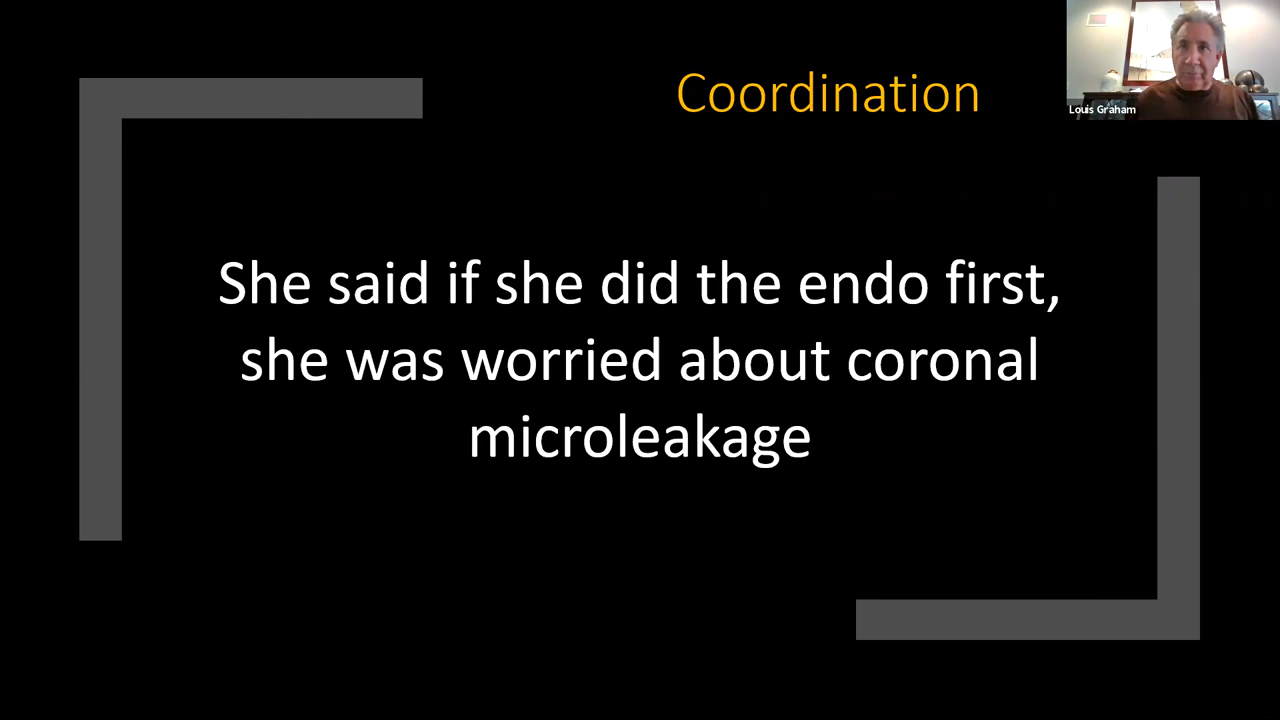 Coordination
Louis Graham
She said if she did the endo first,
she was worried about coronal
microleakage